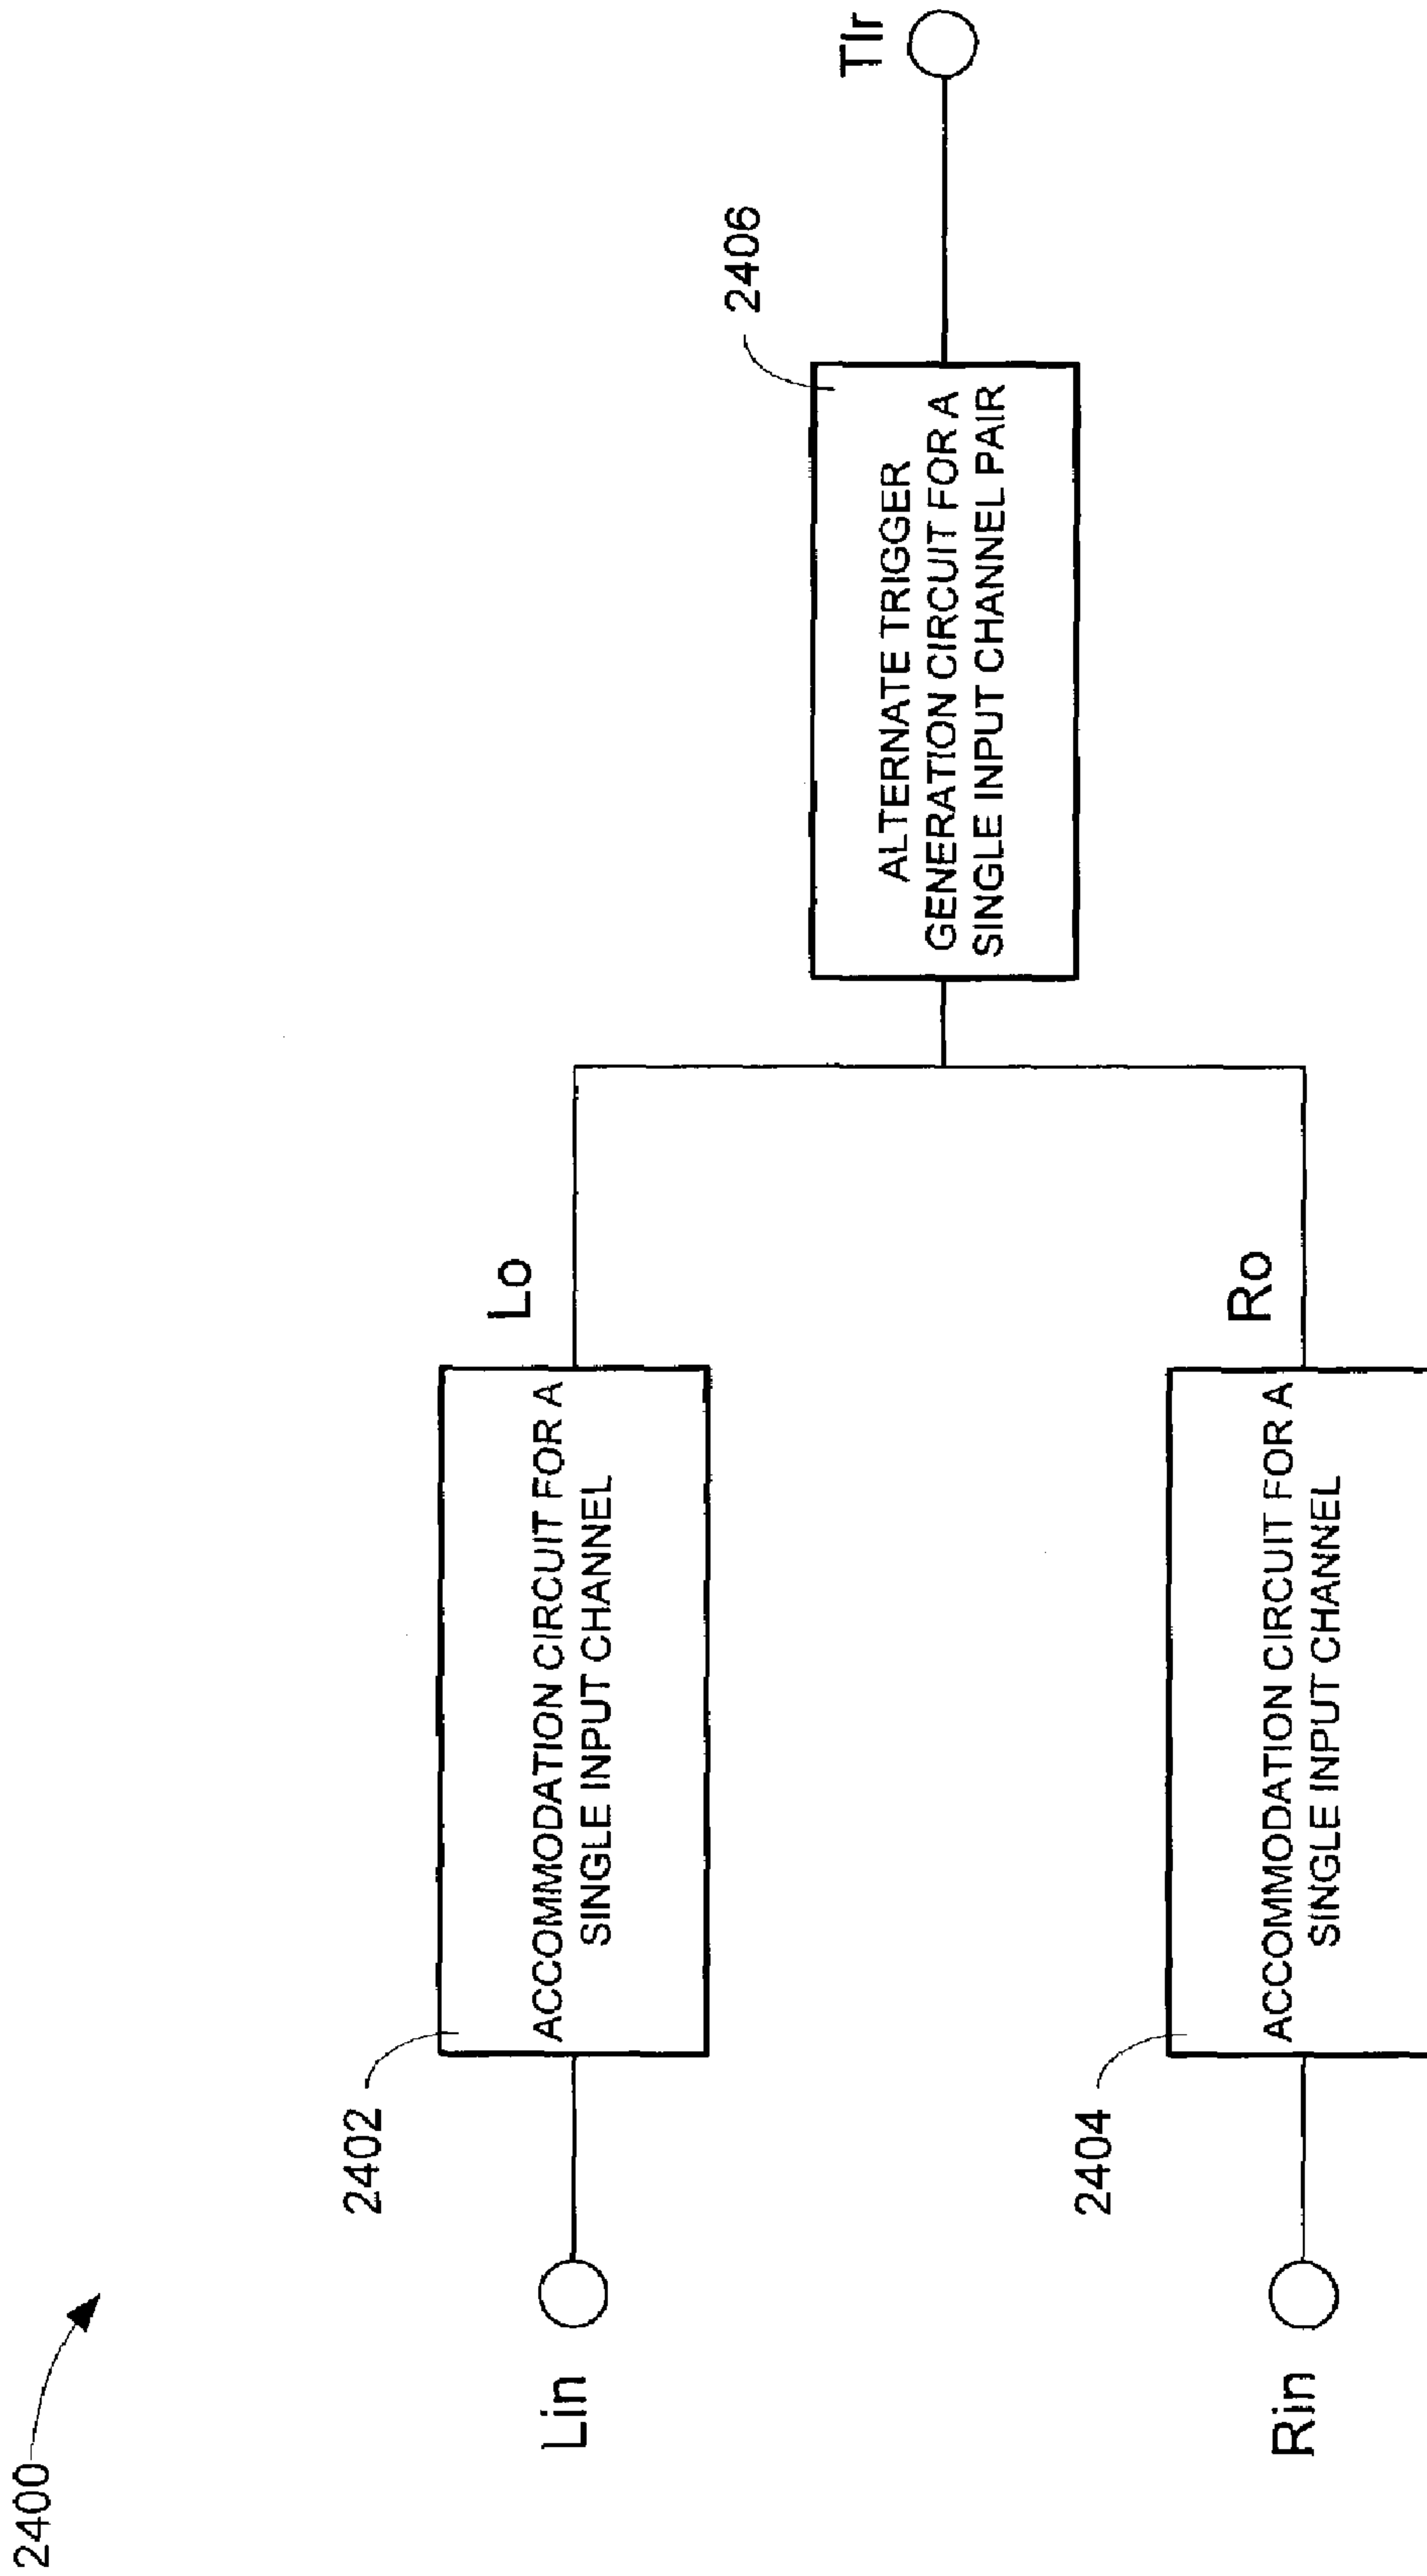 2400
Lin
2402
ACCOMMODATION CIRCUIT FOR A
SINGLE INPUT CHANNEL
Lo
Rin
2404
ACCOMMODATION CIRCUIT FOR A
SINGLE INPUT CHANNEL
Ro
2406
ALTERNATE TRIGGER
GENERATION CIRCUIT FOR A
SINGLE INPUT CHANNEL PAIR
Tlr